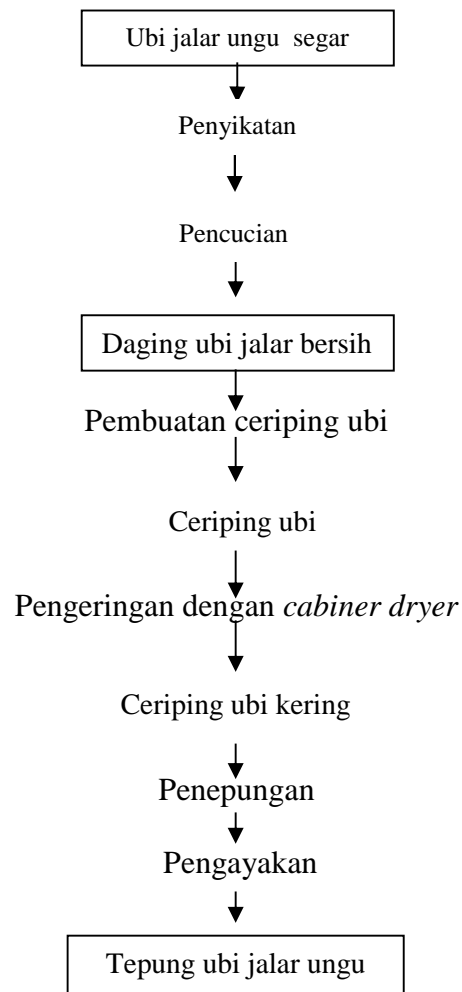 Ubi jalar ungu segar
Penyikatan
Pencucian
Daging ubi jalar bersih
Pembuatan ceriping ubi
Ceriping ubi
Pengeringan dengan cabiner dryer
Ceriping ubi kering
Penepungan
Pengayakan
Tepung ubi jalar ungu